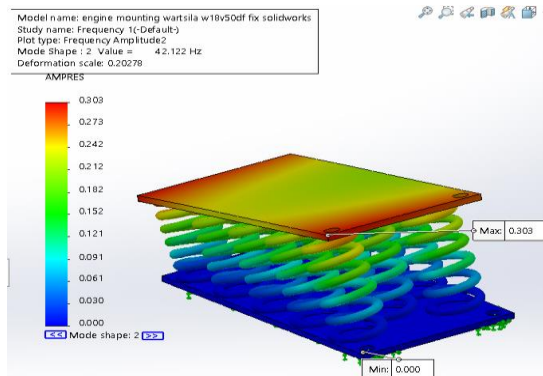 Model name: engine mounting wartsila w18v50df fix solidworks
Study name: Frequency 1(-Default-)
Plot type: Frequency Amplitude2
Mode Shape : 2 Value = 42.122 Hz
Deformation scale: 0.20278
AMPRES
0.303
0.273
0.242
0.212
0.182
0.152
0.121
0.091
0.061
0.030
0.000
Max: 0.303
<< Mode shape: 2 >>
Min: 0.000